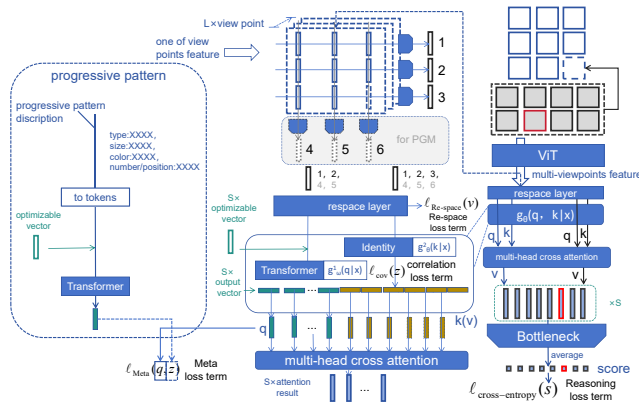 L×view point
one of view
points feature
1
2
3
progressive pattern
progressive pattern
discription
type:XXXX,
size:XXXX,
color:XXXX,
number/position:XXXX
to tokens
optimizable
vector
Transformer
ℓMeta(q,z)
Meta
loss term
for PGM
4
5
6
1, 2,
4, 5
1, 2, 3,
4, 5, 6
respace layer
ℓRe-space(v)
Re-space
loss term
S×
optimizable
vector
Identity
g²θ(k|x)
Transformer
g¹ω(q|x)
ℓcov(z)
correlation
loss term
S×
output
vector
q
k(v)
multi-head cross attention
S×attention
result
ViT
multi-viewpoints feature
respace layer
gθ(q, k|x)
q
k
q
k
multi-head cross attention
v
v
×S
Bottleneck
average
score
ℓcross−entropy(s)
Reasoning
loss term